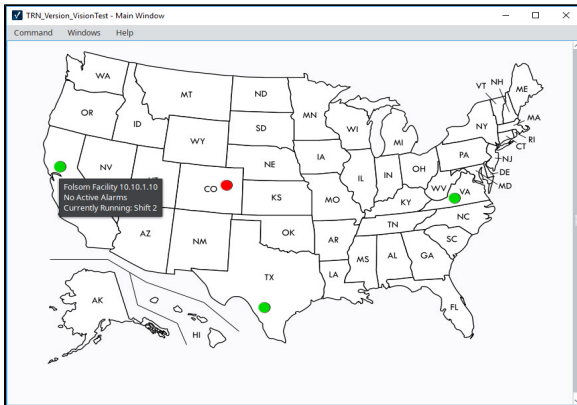 TRN_Version_VisionTest - Main Window
Command Windows Help
WA
OR
ID
MT
ND
MN
WI
MI
VT
NH
ME
NY
MA
RI
CT
WY
SD
IA
NE
IL
IN
OH
PA
NJ
DE
MD
NV
CO
KS
MO
KY
WV
VA
Folsom Facility 10.10.1.10
No Active Alarms
Currently Running: Shift 2
AZ
NM
OK
AR
TN
NC
SC
MS
AL
GA
TX
LA
FL
AK
HI